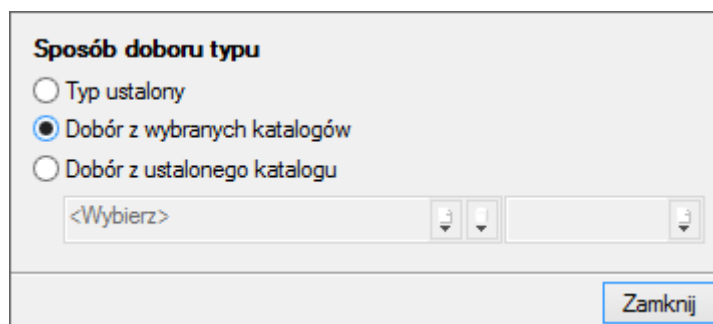 Sposób doboru typu
Typ ustalony
Dobór z wybranych katalogów
Dobór z ustalonego katalogu
<Wybierz>
Zamknij